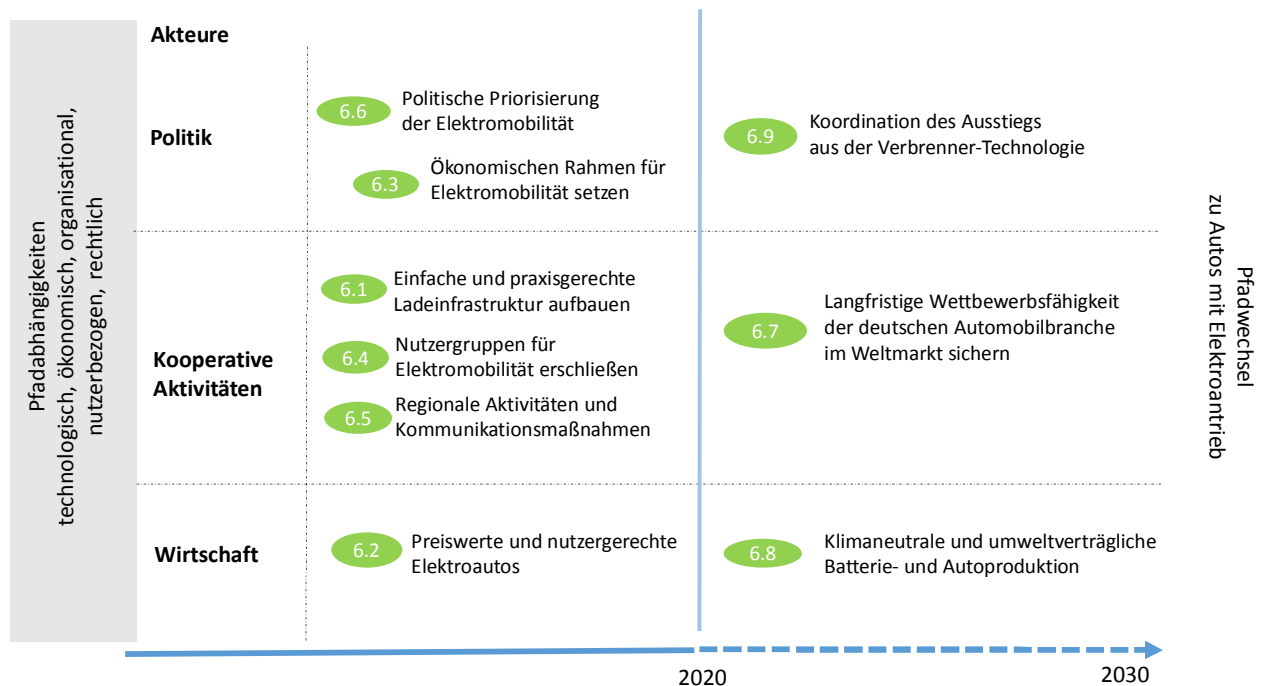 Pfadabhängigkeiten
technologisch, ökonomisch, organisational,
nutzerbezogen, rechtlich
Akteure
Politik
6.6
Politische Priorisierung
der Elektromobilität
6.3
Ökonomischen Rahmen für
Elektromobilität setzen
6.9
Koordination des Ausstiegs
aus der Verbrenner-Technologie
Kooperative
Aktivitäten
6.1
Einfache und praxisgerechte
Ladeinfrastruktur aufbauen
6.4
Nutzergruppen für
Elektromobilität erschließen
6.5
Regionale Aktivitäten und
Kommunikationsmaßnahmen
6.7
Langfristige Wettbewerbsfähigkeit
der deutschen Automobilbranche
im Weltmarkt sichern
Wirtschaft
6.2
Preiswerte und nutzergerechte
Elektroautos
6.8
Klimaneutrale und umweltverträgliche
Batterie- und Autoproduktion
Pfadwechsel
zu Autos mit Elektroantrieb
2020
2030